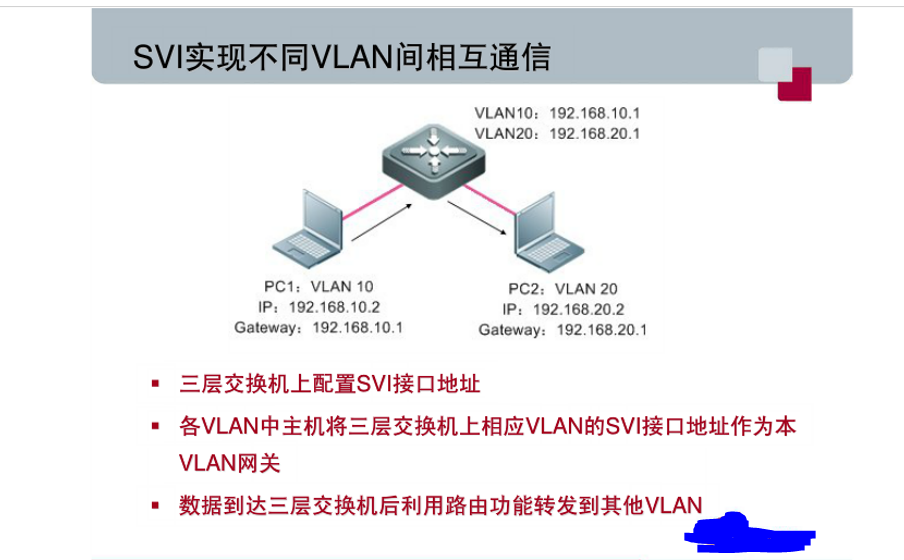 SVI实现不同VLAN间相互通信
VLAN10：192.168.10.1
VLAN20：192.168.20.1
PC1：VLAN 10
IP：192.168.10.2
Gateway：192.168.10.1
PC2：VLAN 20
IP：192.168.20.2
Gateway：192.168.20.1
三层交换机上配置SVI接口地址
各VLAN中主机将三层交换机上相应VLAN的SVI接口地址作为本
VLAN网关
数据到达三层交换机后利用路由功能转发到其他VLAN